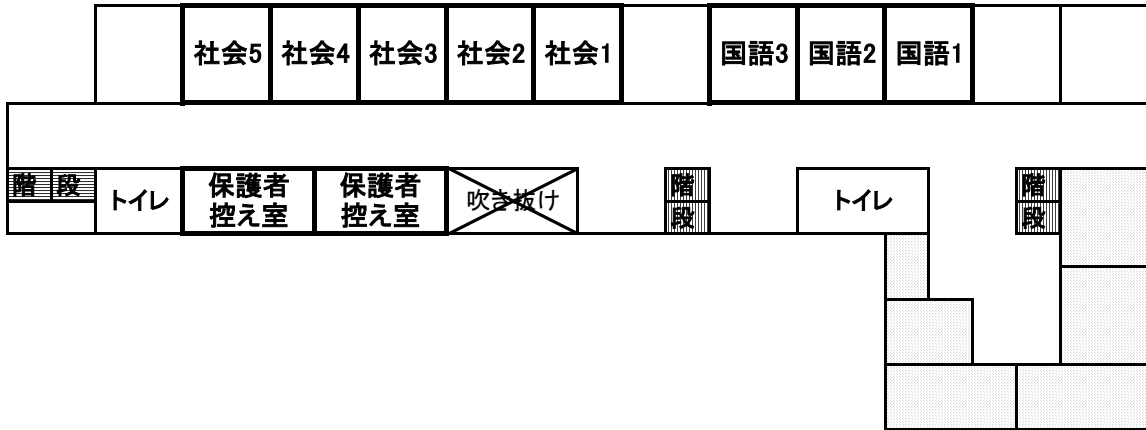 社会5 社会4 社会3 社会2 社会1 国語3 国語2 国語1
階段
トイレ
保護者
控え室
保護者
控え室
吹き抜け
階
段
トイレ
階
段